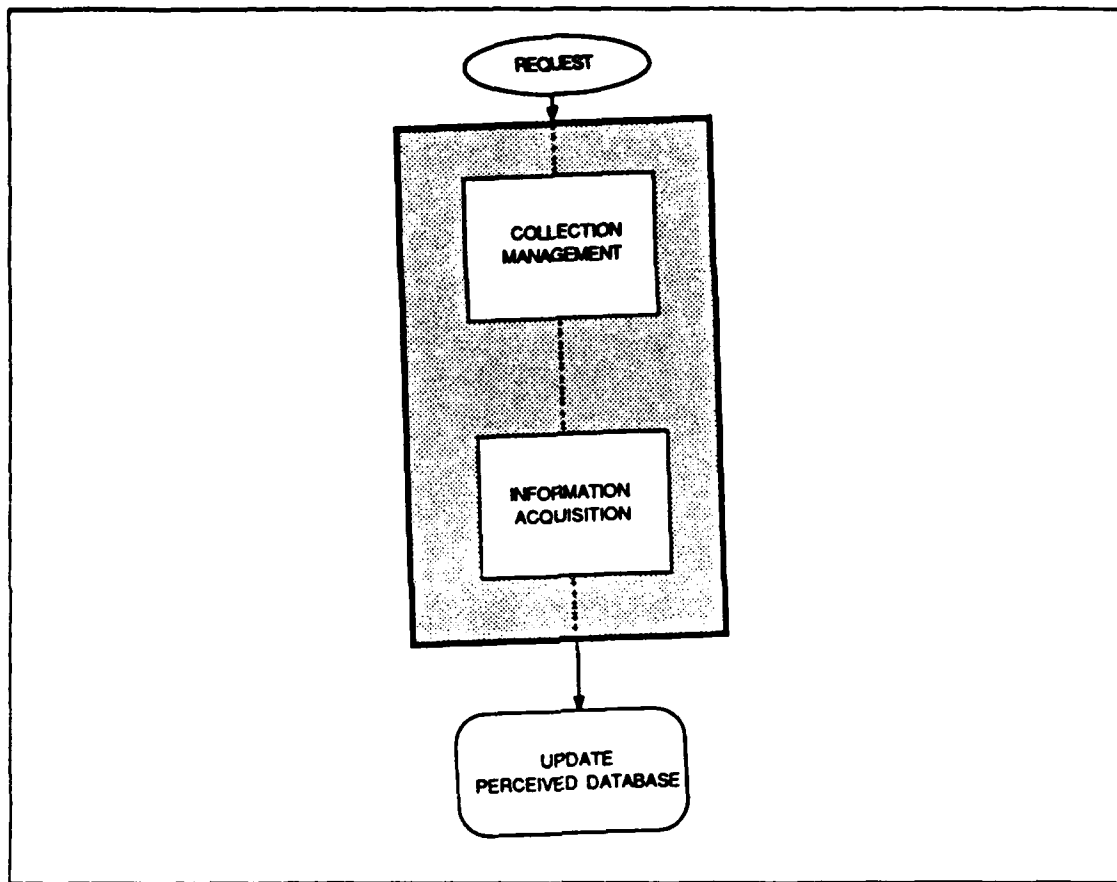 REQUEST
COLLECTION
MANAGEMENT
INFORMATION
ACQUISITION
UPDATE
PERCEIVED DATABASE